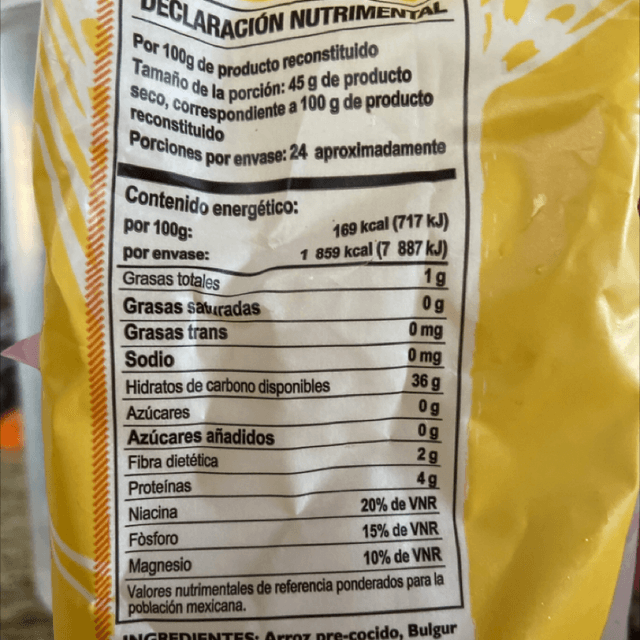 DECLARACIÓN NUTRIMENTAL
Por 100g de producto reconstituido
Tamaño de la porción: 45 g de producto
seco, correspondiente a 100 g de producto
reconstituido
Porciones por envase: 24 aproximadamente
Contenido energético:
por 100g: 169 kcal (717 kJ)
por envase: 1 859 kcal (7 887 kJ)
Grasas totales 1 g
Grasas saturadas 0 g
Grasas trans 0 mg
Sodio 0 mg
Hidratos de carbono disponibles 36 g
Azúcares 0 g
Azúcares añadidos 0 g
Fibra dietética 2 g
Proteínas 4 g
Niacina 20% de VNR
Fòsforo 15% de VNR
Magnesio 10% de VNR
Valores nutrimentales de referencia ponderados para la
población mexicana.
INGREDIENTES: Arroz pre-cocido, Bulgur